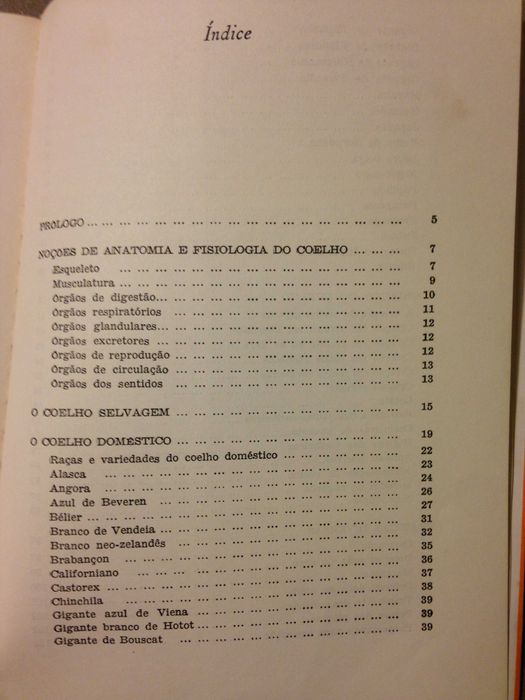 Índice
PRÓLOGO ... ... ... ... ... ... ... ... ... ... ... ... ... ... ... ... 5
NOÇÕES DE ANATOMIA E FISIOLOGIA DO COELHO ... ... ... 7
Esqueleto ... ... ... ... ... ... ... ... ... ... ... ... ... ... 7
Musculatura ... ... ... ... ... ... ... ... ... ... ... ... ... ... 9
Órgãos de digestão... ... ... ... ... ... ... ... ... ... ... ... 10
Órgãos respiratórios ... ... ... ... ... ... ... ... ... ... ... 11
Órgãos glandulares... ... ... ... ... ... ... ... ... ... ... ... 12
Órgãos excretores ... ... ... ... ... ... ... ... ... ... ... ... 12
Órgãos de reprodução ... ... ... ... ... ... ... ... ... ... ... 12
Órgãos de circulação ... ... ... ... ... ... ... ... ... ... ... 13
Órgãos dos sentidos ... ... ... ... ... ... ... ... ... ... ... 13
O COELHO SELVAGEM ... ... ... ... ... ... ... ... ... ... ... 15
O COELHO DOMÉSTICO ... ... ... ... ... ... ... ... ... ... ... 19
Raças e variedades do coelho doméstico ... ... ... ... ... ... 22
Alasca ... ... ... ... ... ... ... ... ... ... ... ... ... ... 23
Angora ... ... ... ... ... ... ... ... ... ... ... ... ... ... 24
Azul de Beveren ... ... ... ... ... ... ... ... ... ... ... ... 26
Bélier ... ... ... ... ... ... ... ... ... ... ... ... ... ... ... 27
Branco de Vendeia ... ... ... ... ... ... ... ... ... ... ... ... 31
Branco neo-zelandês ... ... ... ... ... ... ... ... ... ... ... 32
Brabançon ... ... ... ... ... ... ... ... ... ... ... ... ... ... 35
Californiano ... ... ... ... ... ... ... ... ... ... ... ... ... 36
Castorex ... ... ... ... ... ... ... ... ... ... ... ... ... ... 37
Chinchila ... ... ... ... ... ... ... ... ... ... ... ... ... ... 38
Gigante azul de Viena ... ... ... ... ... ... ... ... ... ... 39
Gigante branco de Hotot ... ... ... ... ... ... ... ... ... ... 39
Gigante de Bouscat ... ... ... ... ... ... ... ... ... ... ... 39